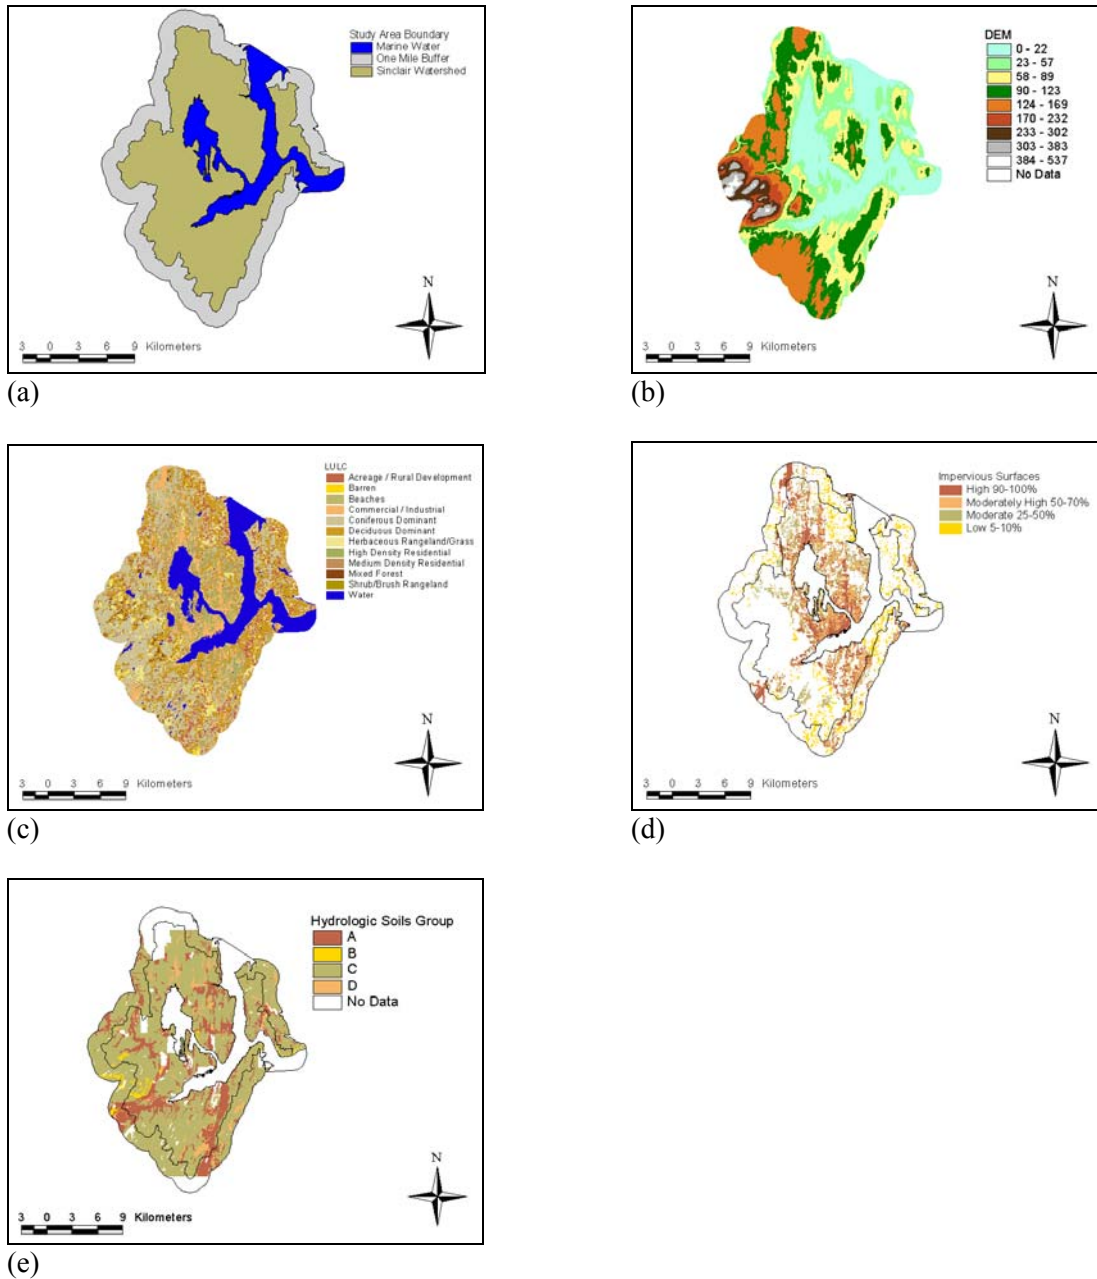 Study Area Boundary
Marine Water
One Mile Buffer
Sinclair Watershed
N
3 0 3 6 9 Kilometers
(a)
DEM
0 - 22
23 - 57
58 - 89
90 - 123
124 - 169
170 - 232
233 - 302
303 - 383
384 - 537
No Data
N
3 0 3 6 9 Kilometers
(b)
LULC
Acreage / Rural Development
Barren
Beaches
Commercial / Industrial
Coniferous Dominant
Deciduous Dominant
Herbaceous Rangeland/Grass
High Density Residential
Medium Density Residential
Mixed Forest
Shrub/Brush Rangeland
Water
N
3 0 3 6 9 Kilometers
(c)
Impervious Surfaces
High 90-100%
Moderately High 50-70%
Moderate 25-50%
Low 5-10%
N
3 0 3 6 9 Kilometers
(d)
Hydrologic Soils Group
A
B
C
D
No Data
N
3 0 3 6 9 Kilometers
(e)